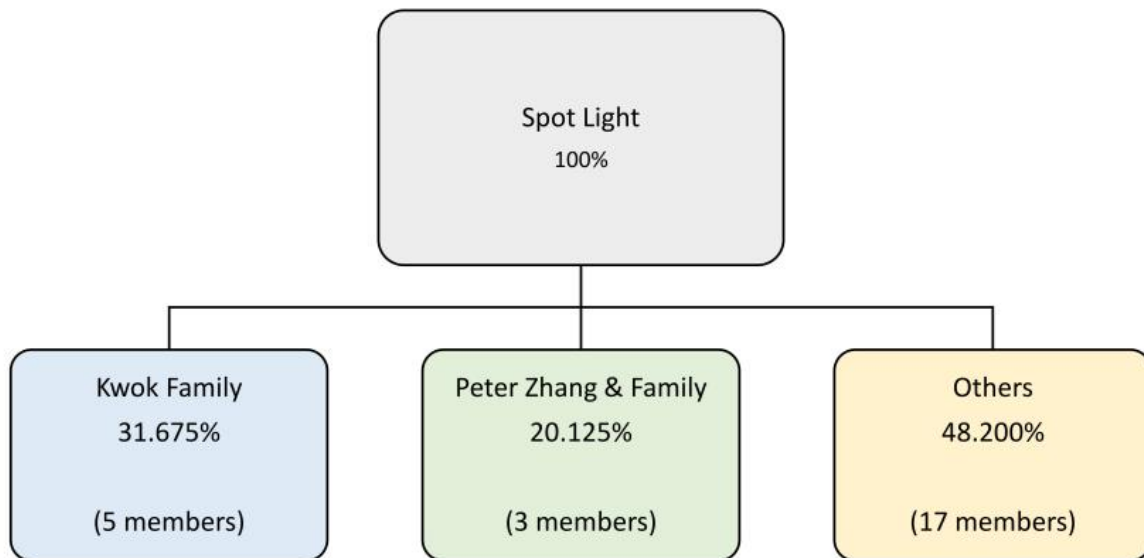 Spot Light
100%
Kwok Family
31.675%
(5 members)
Peter Zhang & Family
20.125%
(3 members)
Others
48.200%
(17 members)